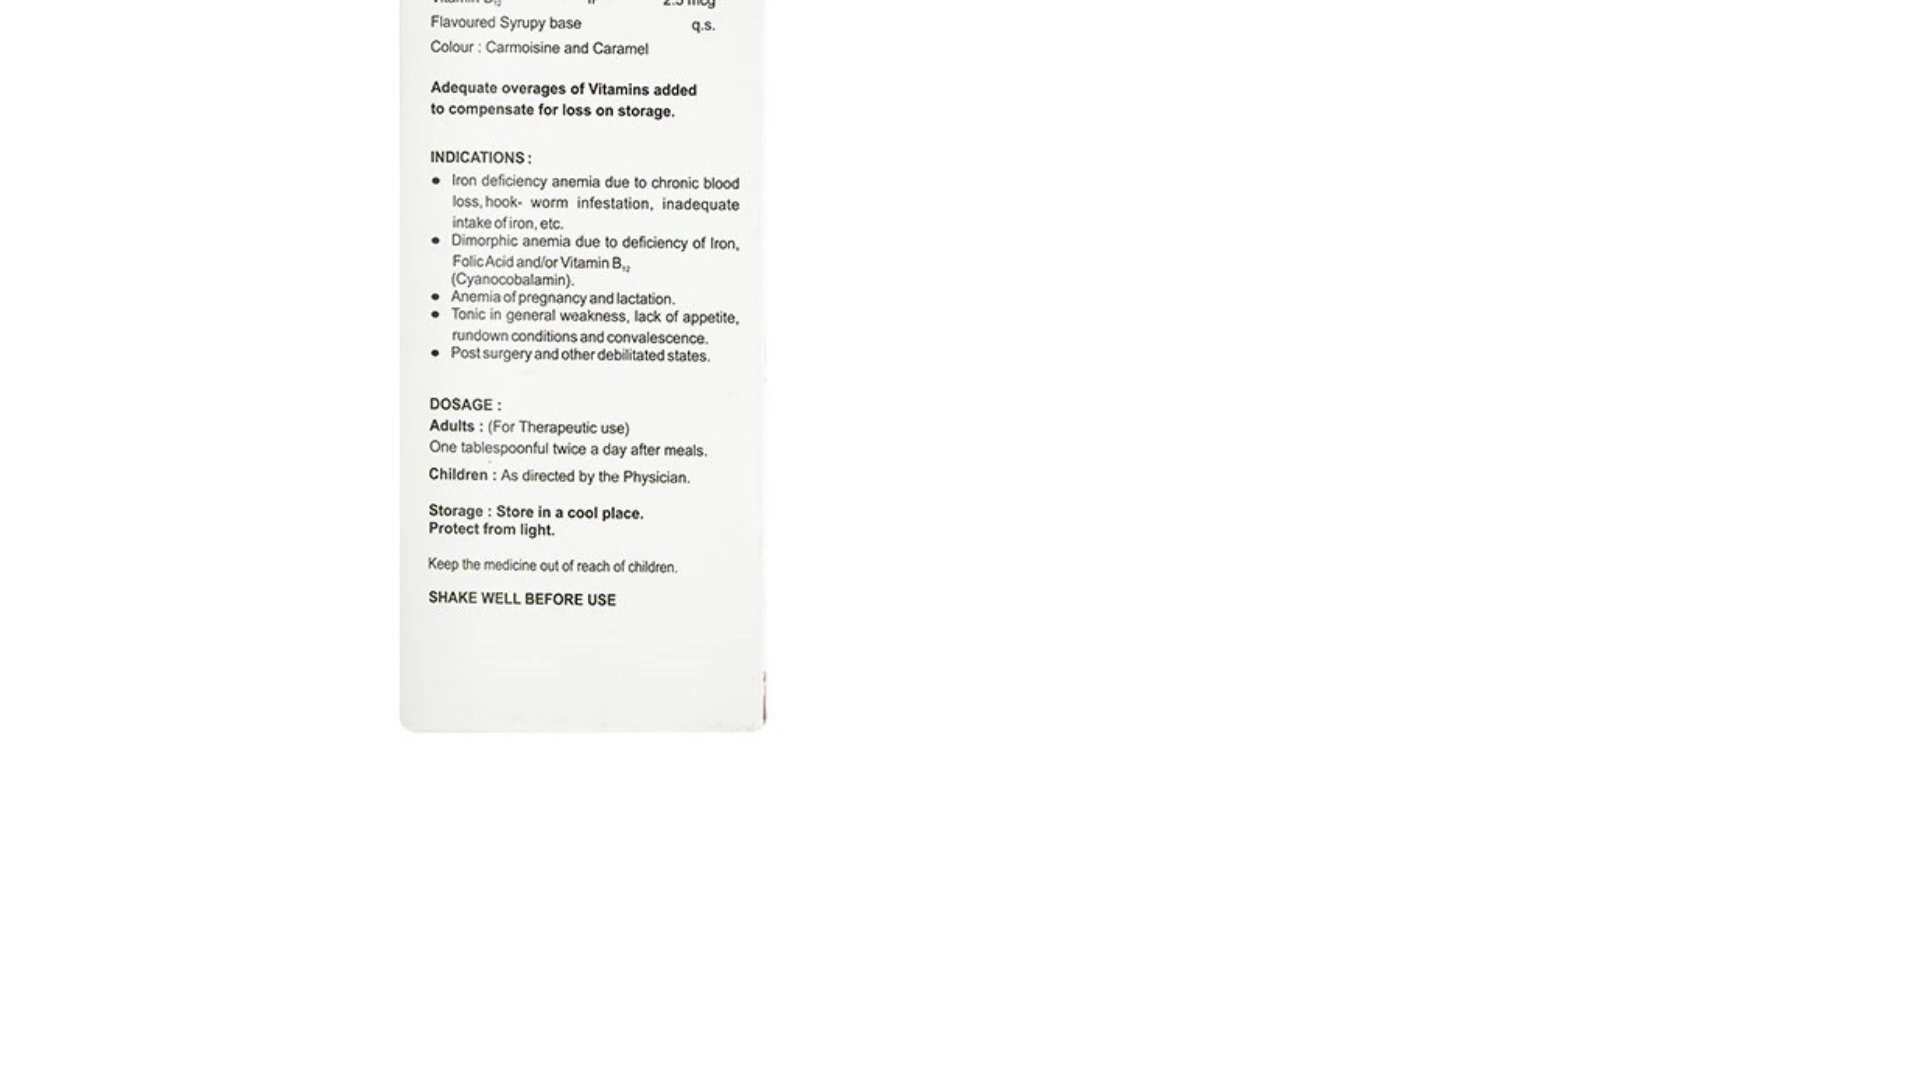 2.5 mcg
Flavoured Syrupy base q.s.
Colour : Carmoisine and Caramel
Adequate overages of Vitamins added
to compensate for loss on storage.
INDICATIONS :
● Iron deficiency anemia due to chronic blood
loss, hook- worm infestation, inadequate
intake of iron, etc.
● Dimorphic anemia due to deficiency of Iron,
Folic Acid and/or Vitamin B₁₂
(Cyanocobalamin).
● Anemia of pregnancy and lactation.
● Tonic in general weakness, lack of appetite,
rundown conditions and convalescence.
● Post surgery and other debilitated states.
DOSAGE :
Adults : (For Therapeutic use)
One tablespoonful twice a day after meals.
Children : As directed by the Physician.
Storage : Store in a cool place.
Protect from light.
Keep the medicine out of reach of children.
SHAKE WELL BEFORE USE